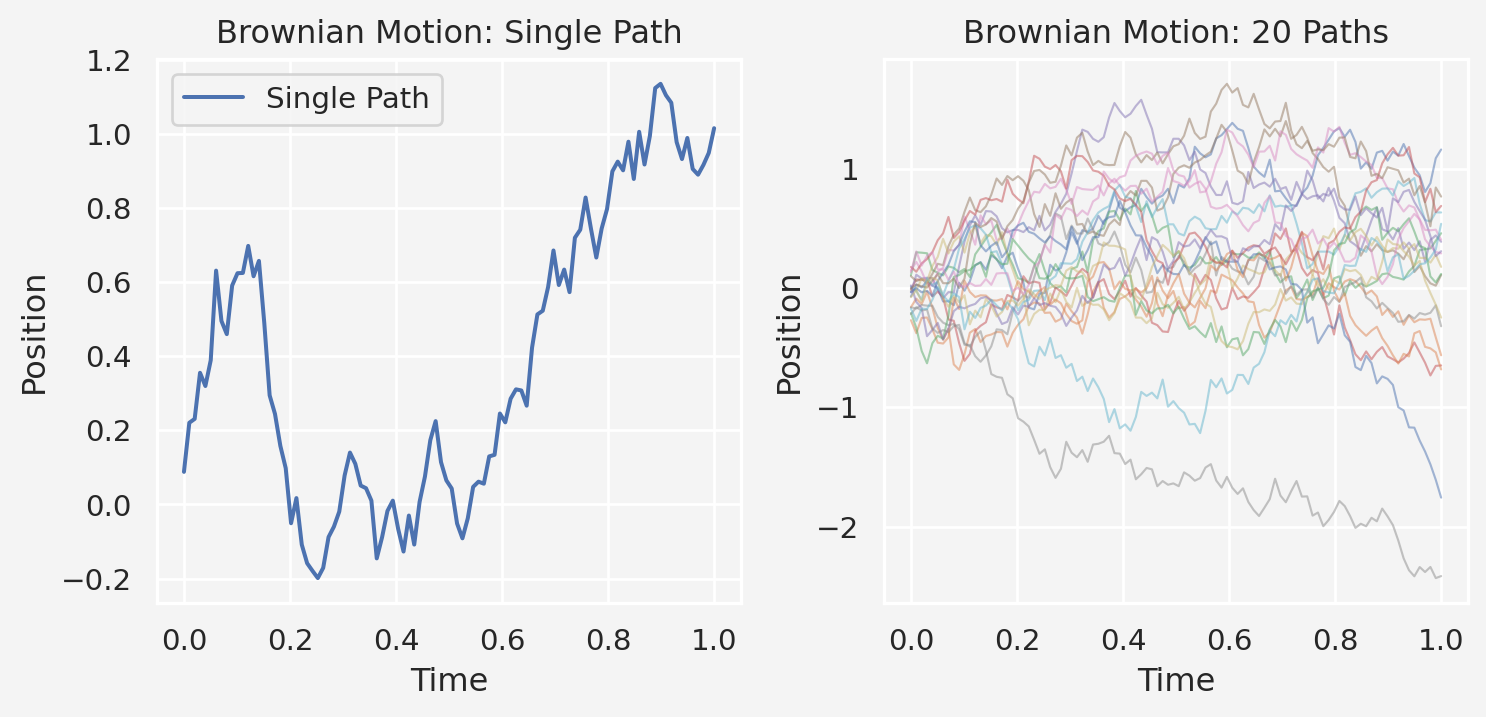 Brownian Motion: Single Path
1.2
1.0
0.8
0.6
0.4
0.2
0.0
−0.2
Position
Single Path
0.0 0.2 0.4 0.6 0.8 1.0
Time
Brownian Motion: 20 Paths
1
0
−1
−2
Position
0.0 0.2 0.4 0.6 0.8 1.0
Time